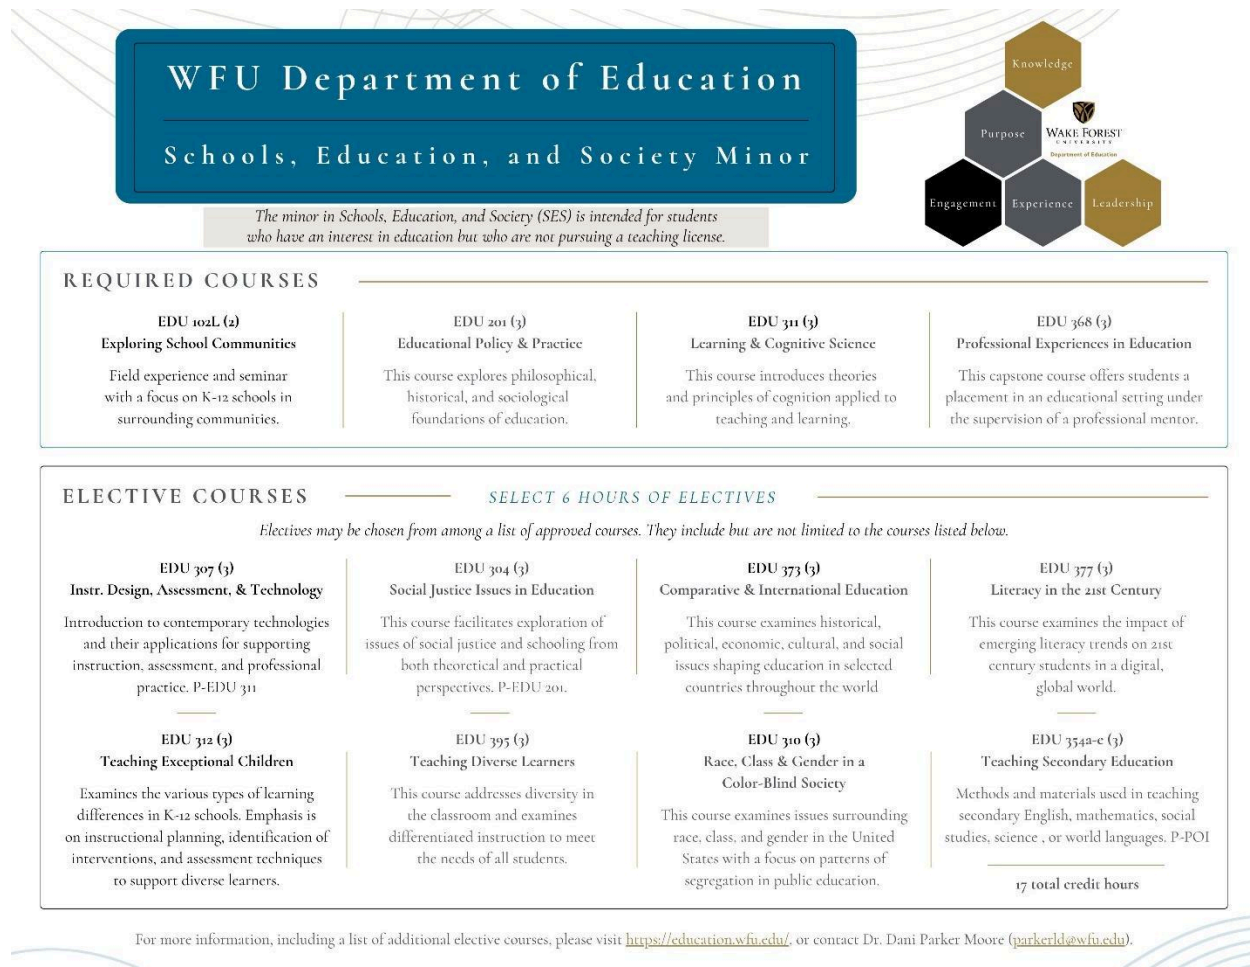 WFU Department of Education
Schools, Education, and Society Minor
The minor in Schools, Education, and Society (SES) is intended for students
who have an interest in education but who are not pursuing a teaching license.
Knowledge
Purpose
WAKE FOREST
UNIVERSITY
Department of Education
Engagement
Experience
Leadership
REQUIRED COURSES
EDU 102L (2)
Exploring School Communities
Field experience and seminar
with a focus on K-12 schools in
surrounding communities.
EDU 201 (3)
Educational Policy & Practice
This course explores philosophical,
historical, and sociological
foundations of education.
EDU 311 (3)
Learning & Cognitive Science
This course introduces theories
and principles of cognition applied to
teaching and learning.
EDU 368 (3)
Professional Experiences in Education
This capstone course offers students a
placement in an educational setting under
the supervision of a professional mentor.
ELECTIVE COURSES
SELECT 6 HOURS OF ELECTIVES
Electives may be chosen from among a list of approved courses. They include but are not limited to the courses listed below.
EDU 307 (3)
Instr. Design, Assessment, & Technology
Introduction to contemporary technologies
and their applications for supporting
instruction, assessment, and professional
practice. P-EDU 311
EDU 304 (3)
Social Justice Issues in Education
This course facilitates exploration of
issues of social justice and schooling from
both theoretical and practical
perspectives. P-EDU 201.
EDU 373 (3)
Comparative & International Education
This course examines historical,
political, economic, cultural, and social
issues shaping education in selected
countries throughout the world
EDU 377 (3)
Literacy in the 21st Century
This course examines the impact of
emerging literacy trends on 21st
century students in a digital,
global world.
EDU 312 (3)
Teaching Exceptional Children
Examines the various types of learning
differences in K-12 schools. Emphasis is
on instructional planning, identification of
interventions, and assessment techniques
to support diverse learners.
EDU 395 (3)
Teaching Diverse Learners
This course addresses diversity in
the classroom and examines
differentiated instruction to meet
the needs of all students.
EDU 310 (3)
Race, Class & Gender in a
Color-Blind Society
This course examines issues surrounding
race, class, and gender in the United
States with a focus on patterns of
segregation in public education.
EDU 354a-c (3)
Teaching Secondary Education
Methods and materials used in teaching
secondary English, mathematics, social
studies, science , or world languages. P-POI
17 total credit hours
For more information, including a list of additional elective courses, please visit https://education.wfu.edu/. or contact Dr. Dani Parker Moore (parkerld@wfu.edu).